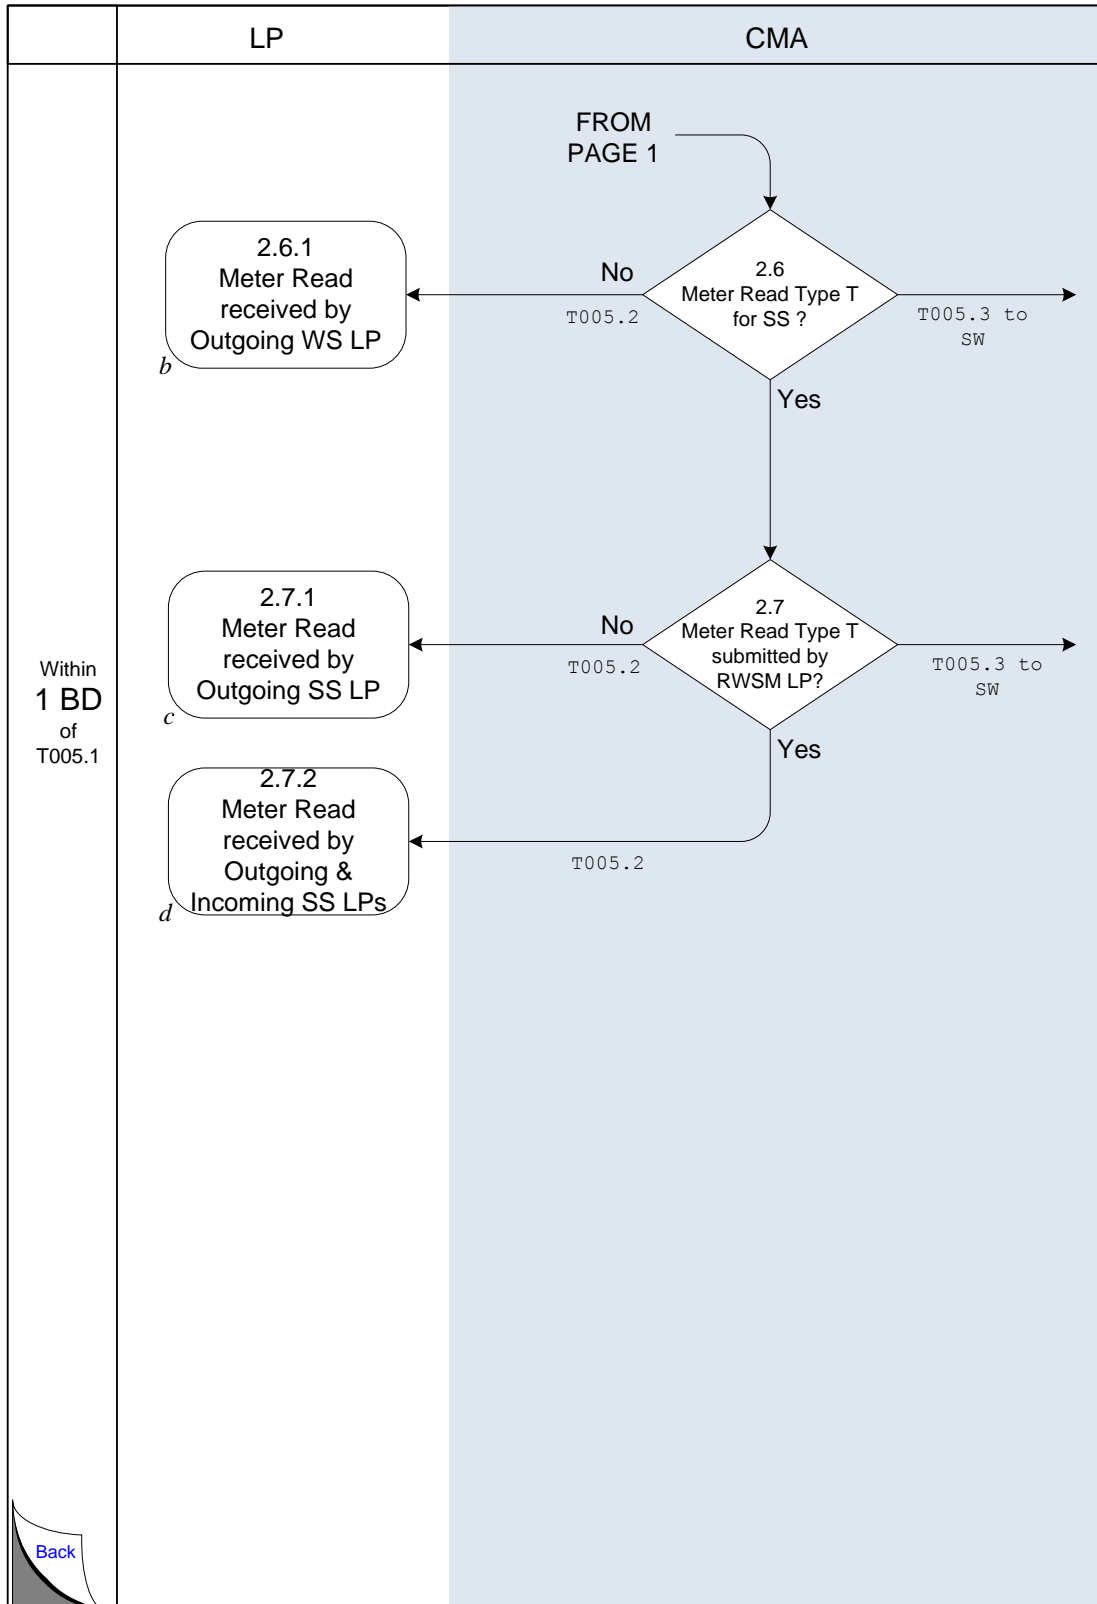 LP
CMA
FROM
PAGE 1
2.6.1
Meter Read
received by
Outgoing WS LP
b
No
T005.2
2.6
Meter Read Type T
for SS ?
T005.3 to
SW
Yes
Within
1 BD
of
T005.1
2.7.1
Meter Read
received by
Outgoing SS LP
c
No
T005.2
2.7
Meter Read Type T
submitted by
RWSM LP?
T005.3 to
SW
Yes
2.7.2
Meter Read
received by
Outgoing &
Incoming SS LPs
d
T005.2
Back